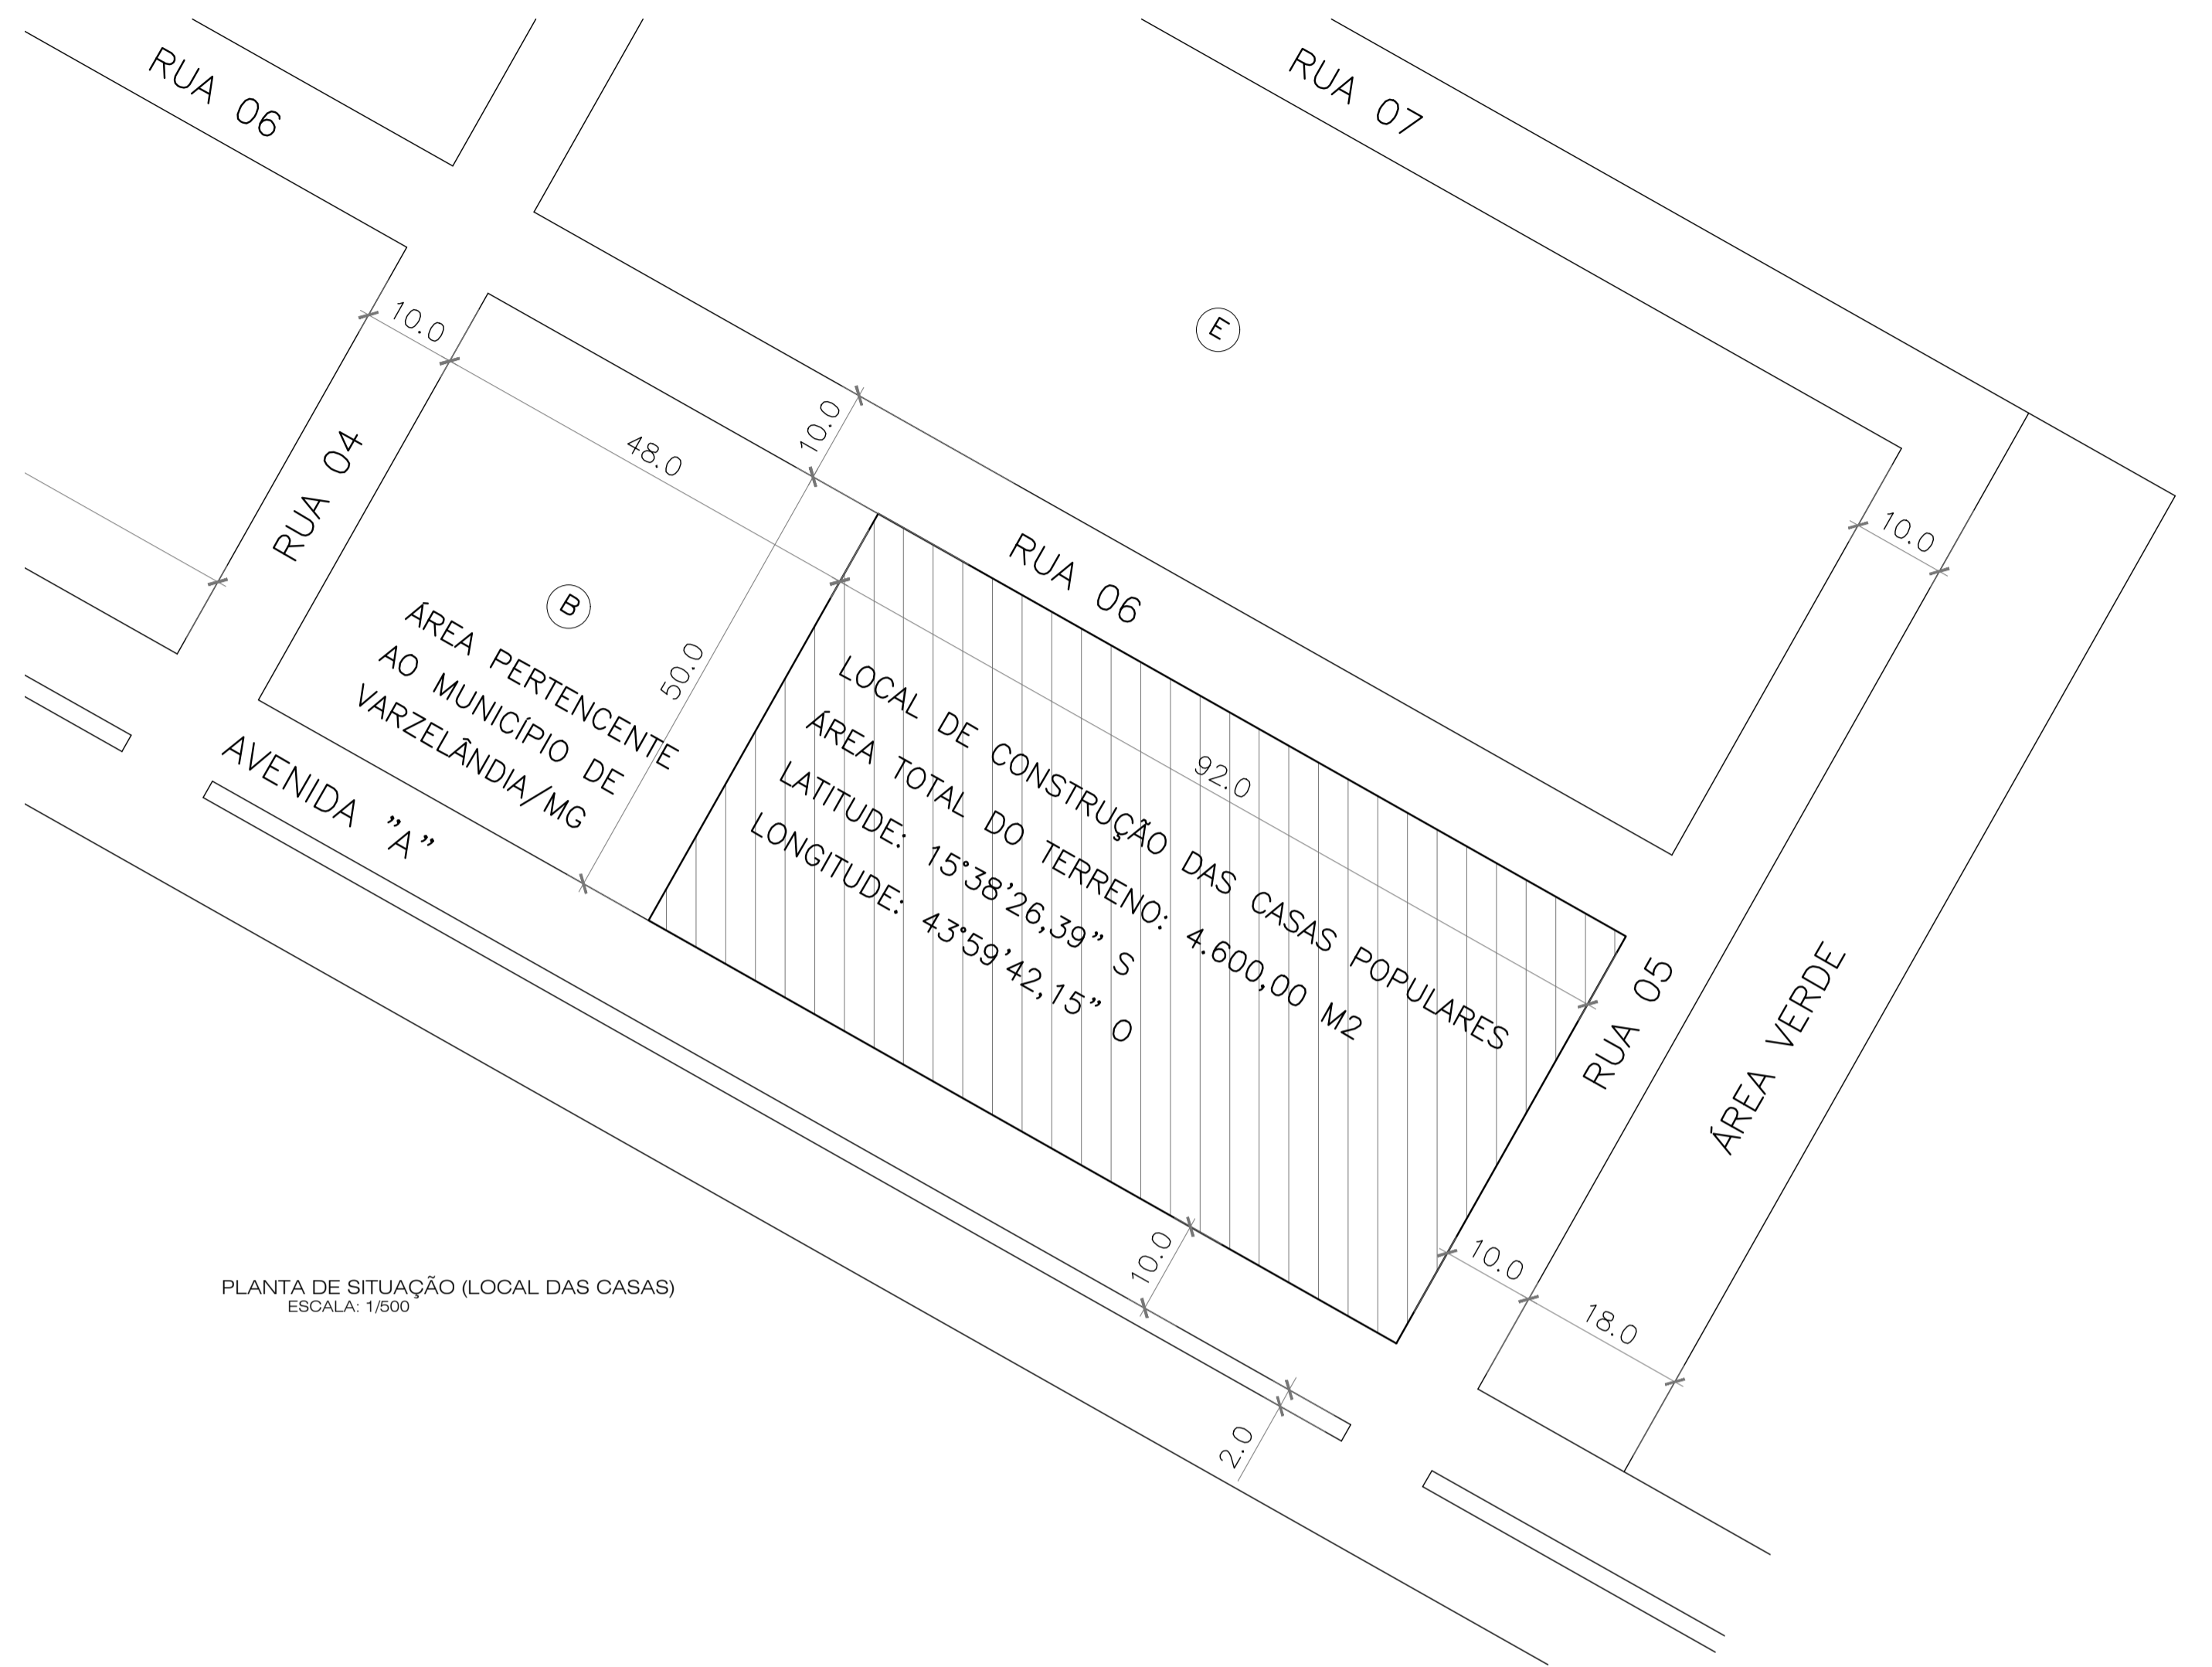 RUA 06
RUA 07
E
10.0
10.0
48.0
RUA 04
10.0
RUA 06
B
50.0
ÁREA PERTENCENTE
AO MUNICÍPIO DE
VARZELÂNDIA/MG
LOCAL DE CONSTRUÇÃO DAS CASAS POPULARES
ÁREA TOTAL DO TERRENO: 4.600,00 M2
LATITUDE: 15°38'26,39” S
LONGITUDE: 43°59'42,15” O
92.0
AVENIDA ”A”
RUA 05
ÁREA VERDE
10.0
10.0
18.0
2.0
PLANTA DE SITUAÇÃO (LOCAL DAS CASAS)
ESCALA: 1/500